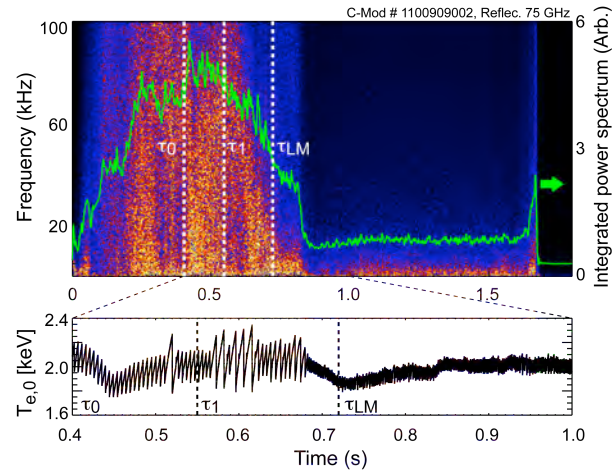 C-Mod # 1100909002, Reflec. 75 GHz
100
60
20
Frequency (kHz)
τ0
τ1
τLM
6
3
0
Integrated power spectrum (Arb.)
0
0.5
1.0
1.5
2.4
2.0
1.6
Te,0 [keV]
τ0
τ1
τLM
0.4
0.5
0.6
0.7
0.8
0.9
1.0
Time (s)